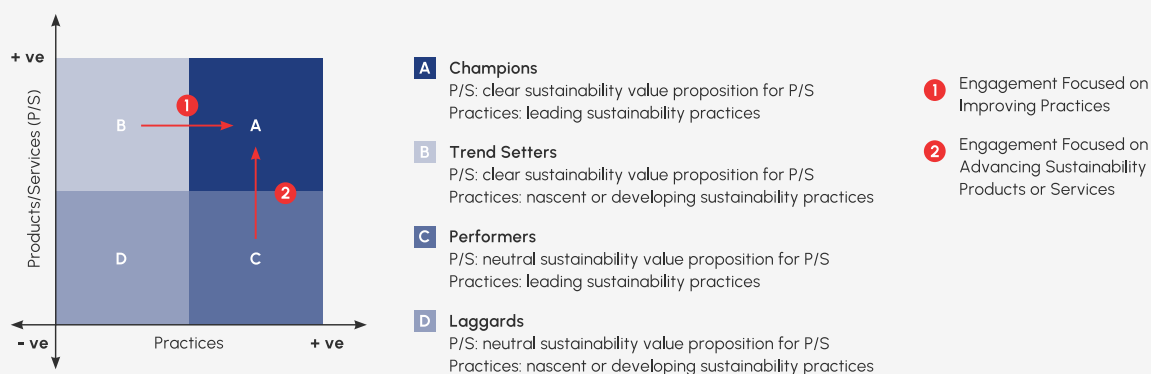 + ve
Products/Services (P/S)
B
1
A
2
D
C
- ve
Practices
+ ve
A Champions
P/S: clear sustainability value proposition for P/S
Practices: leading sustainability practices
B Trend Setters
P/S: clear sustainability value proposition for P/S
Practices: nascent or developing sustainability practices
C Performers
P/S: neutral sustainability value proposition for P/S
Practices: leading sustainability practices
D Laggards
P/S: neutral sustainability value proposition for P/S
Practices: nascent or developing sustainability practices
1 Engagement Focused on
Improving Practices
2 Engagement Focused on
Advancing Sustainability
Products or Services